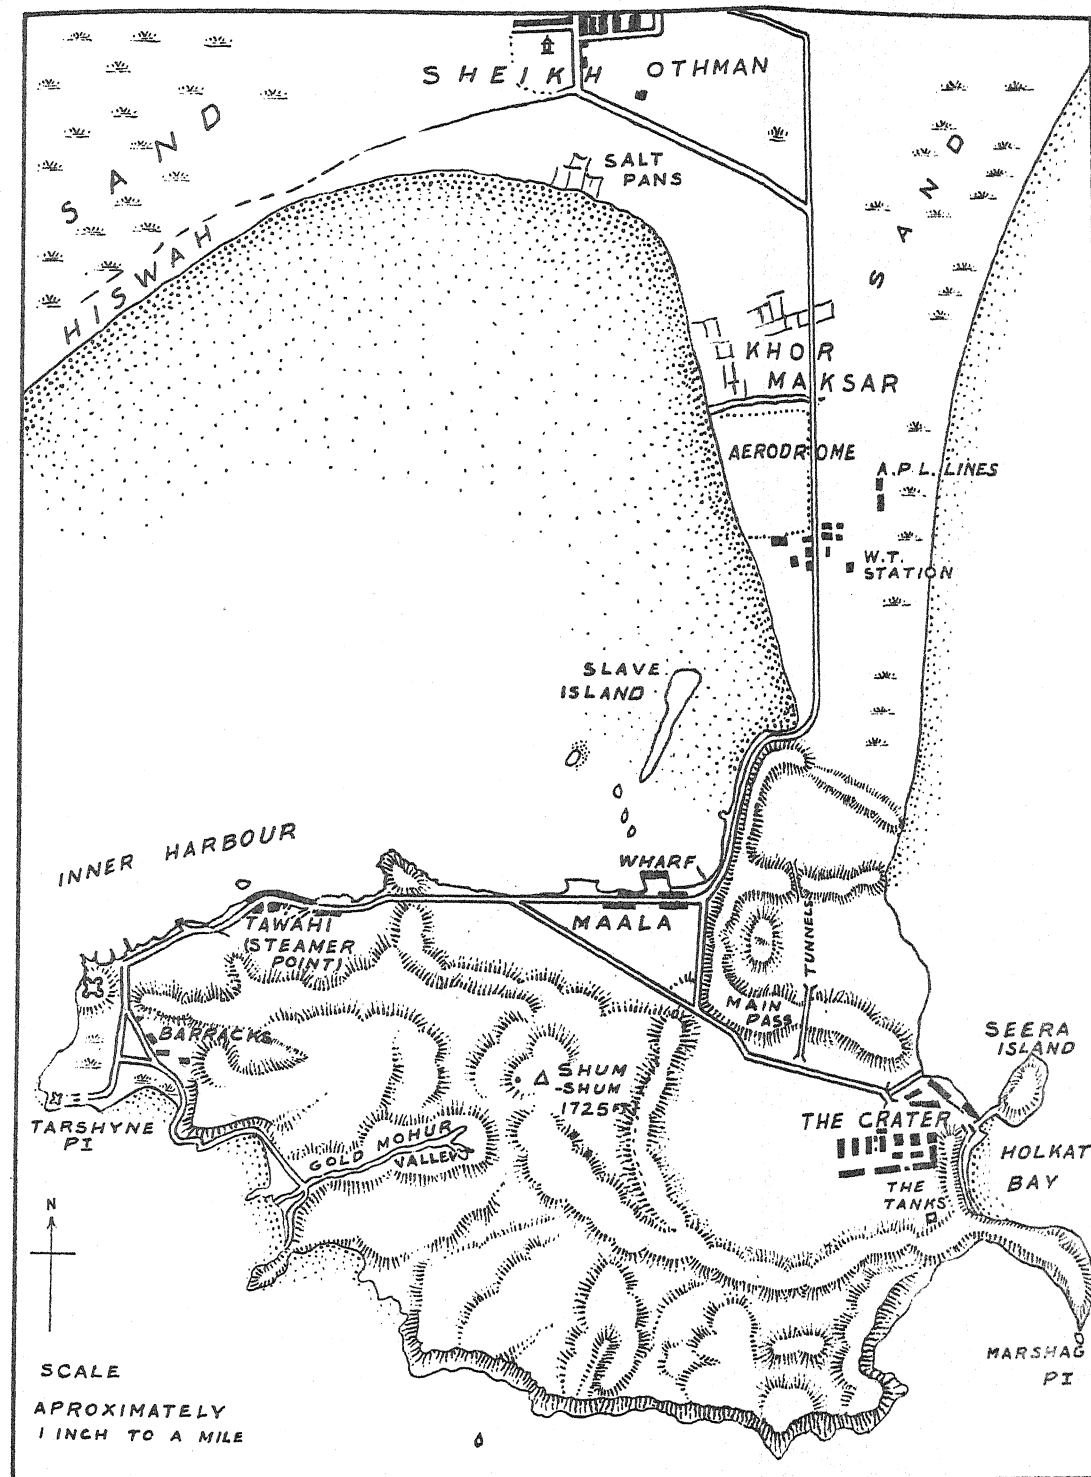 SHEIKH OTHMAN
SAND
SALT
PANS
SAND
HISWAH
KHOR
MAKSAR
AERODROME
A.P.L. LINES
W.T.
STATION
SLAVE
ISLAND
INNER HARBOUR
WHARF
MAALA
TAWAHI
(STEAMER
POINT)
TUNNELS
MAIN
PASS
BARRACKS
SEERA
ISLAND
SHUM
-SHUM
1725FT
TARSHYNE
PT
THE CRATER
GOLD MOHUR
VALLEY
HOLKAT
BAY
THE
TANKS
N
MARSHAG
PT
SCALE
APROXIMATELY
1 INCH TO A MILE